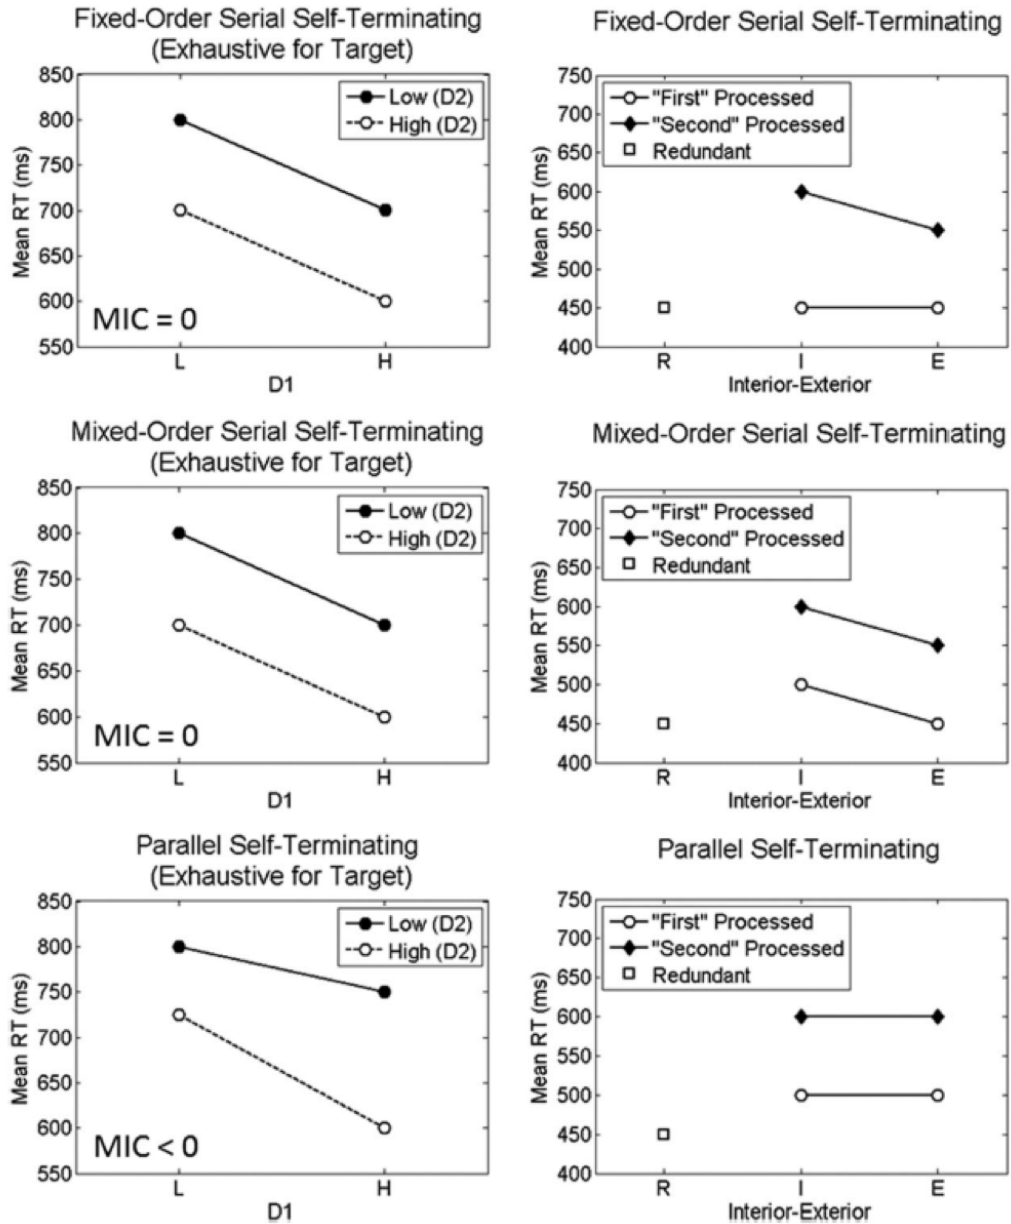 Fixed-Order Serial Self-Terminating
(Exhaustive for Target)
850
800
750
700
650
600
550
Mean RT (ms)
Low (D2)
High (D2)
MIC = 0
L
H
D1
Fixed-Order Serial Self-Terminating
750
700
650
600
550
500
450
400
Mean RT (ms)
"First" Processed
"Second" Processed
Redundant
R
I
E
Interior-Exterior
Mixed-Order Serial Self-Terminating
(Exhaustive for Target)
850
800
750
700
650
600
550
Mean RT (ms)
Low (D2)
High (D2)
MIC = 0
L
H
D1
Mixed-Order Serial Self-Terminating
750
700
650
600
550
500
450
400
Mean RT (ms)
"First" Processed
"Second" Processed
Redundant
R
I
E
Interior-Exterior
Parallel Self-Terminating
(Exhaustive for Target)
850
800
750
700
650
600
550
Mean RT (ms)
Low (D2)
High (D2)
MIC < 0
L
H
D1
Parallel Self-Terminating
750
700
650
600
550
500
450
400
Mean RT (ms)
"First" Processed
"Second" Processed
Redundant
R
I
E
Interior-Exterior